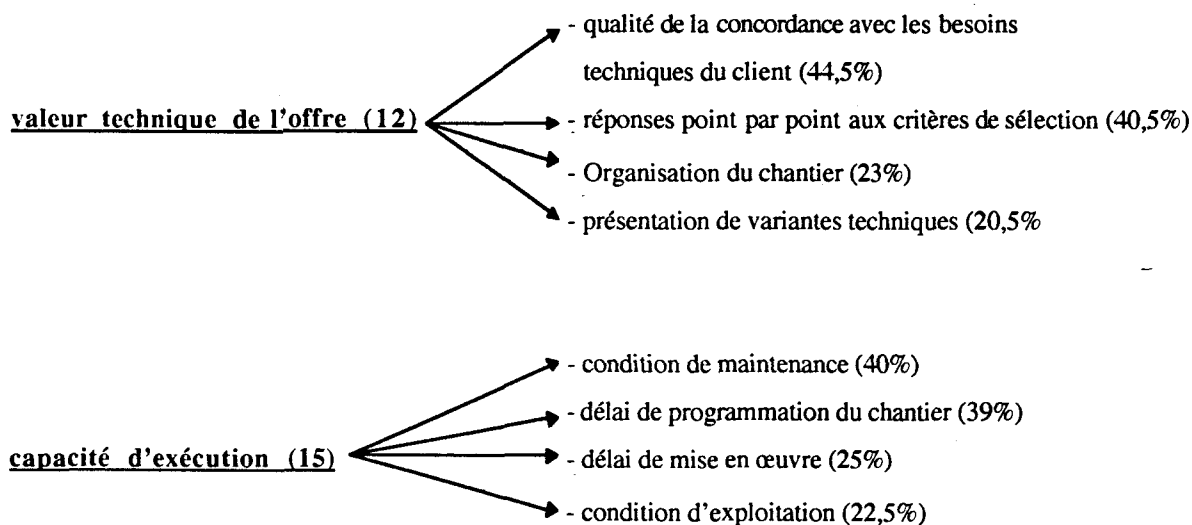 - qualité de la concordance avec les besoins
techniques du client (44,5%)
valeur technique de l'offre (12)
- réponses point par point aux critères de sélection (40,5%)
- Organisation du chantier (23%)
- présentation de variantes techniques (20,5%
- condition de maintenance (40%)
- délai de programmation du chantier (39%)
capacité d'exécution (15)
- délai de mise en œuvre (25%)
- condition d'exploitation (22,5%)